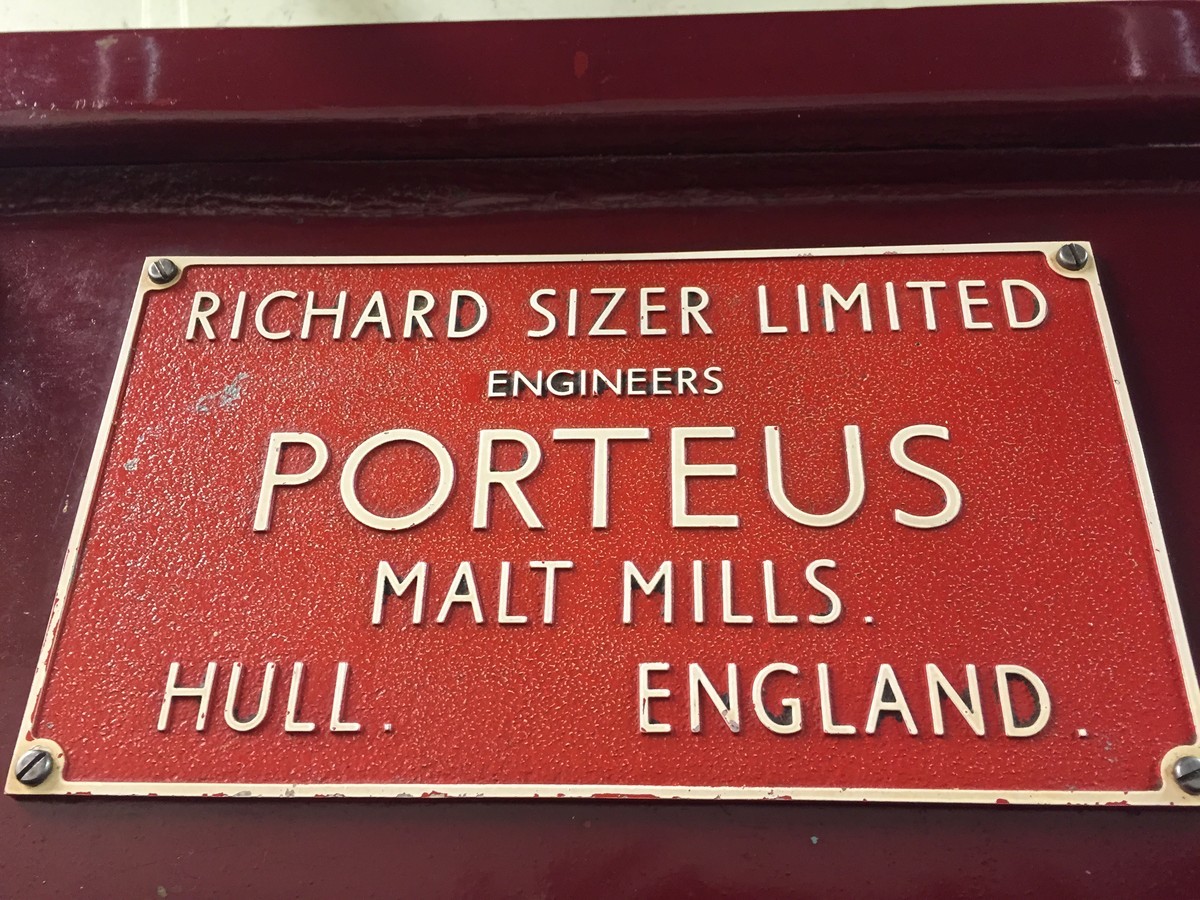 RICHARD SIZER LIMITED
ENGINEERS
PORTEUS
MALT MILLS.
HULL. ENGLAND.